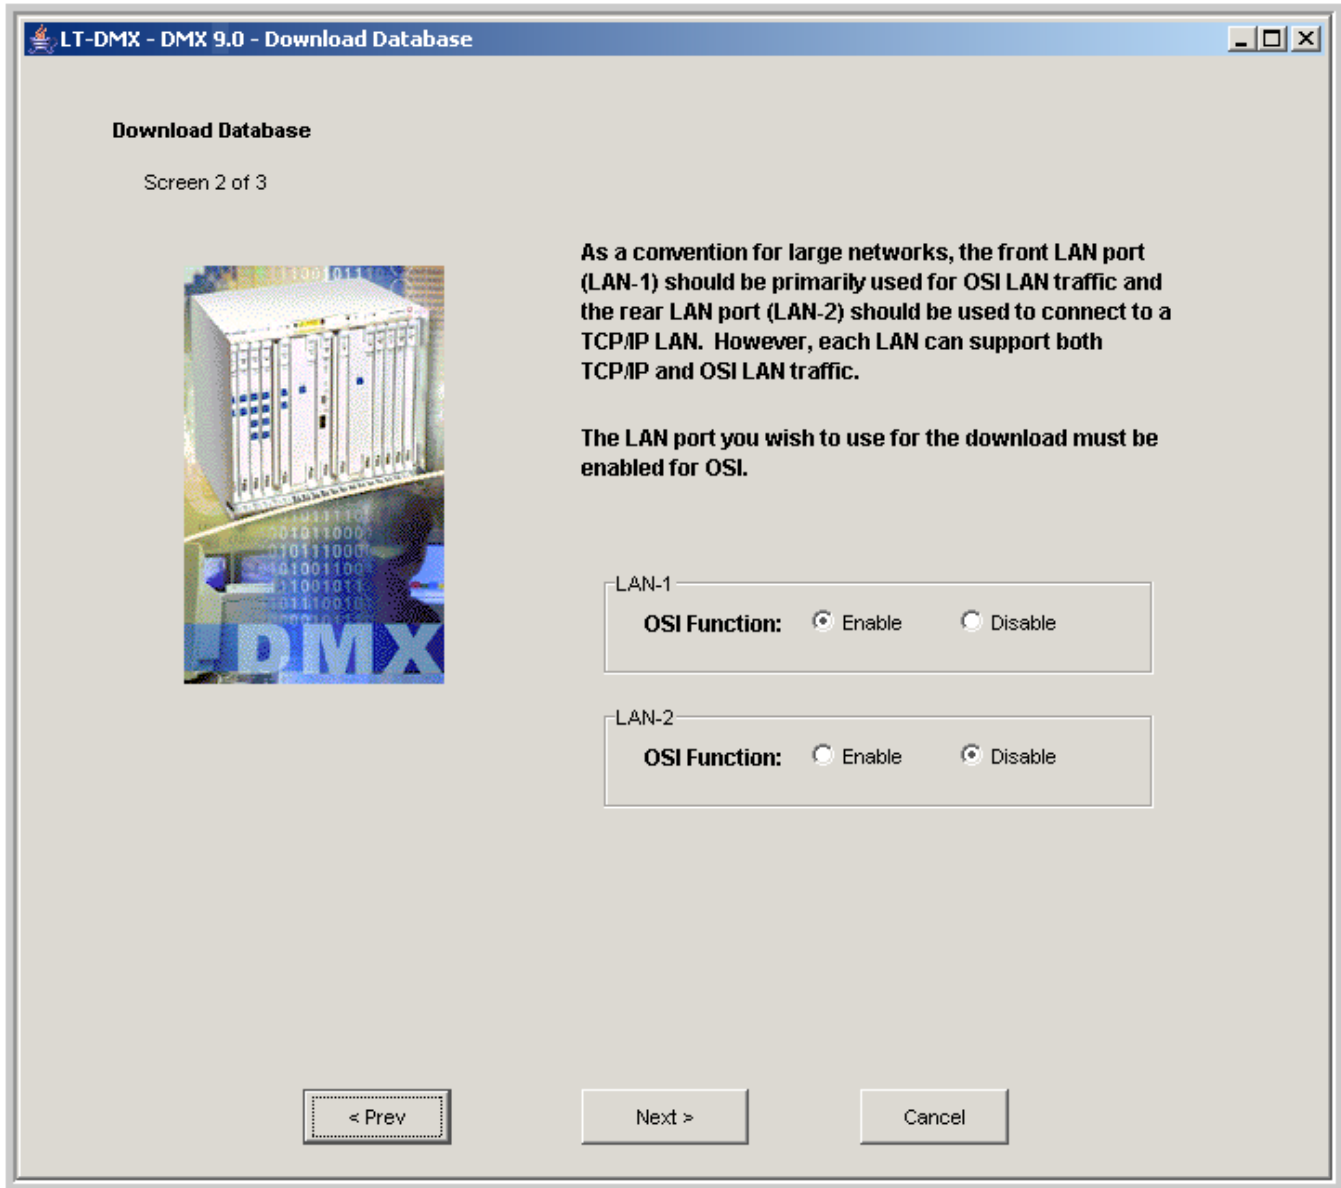 LT-DMX - DMX 9.0 - Download Database
Download Database
Screen 2 of 3
As a convention for large networks, the front LAN port
(LAN-1) should be primarily used for OSI LAN traffic and
the rear LAN port (LAN-2) should be used to connect to a
TCP/IP LAN.  However, each LAN can support both
TCP/IP and OSI LAN traffic.
The LAN port you wish to use for the download must be
enabled for OSI.
DMX
LAN-1
OSI Function: Enable Disable
LAN-2
OSI Function: Enable Disable
< Prev Next > Cancel